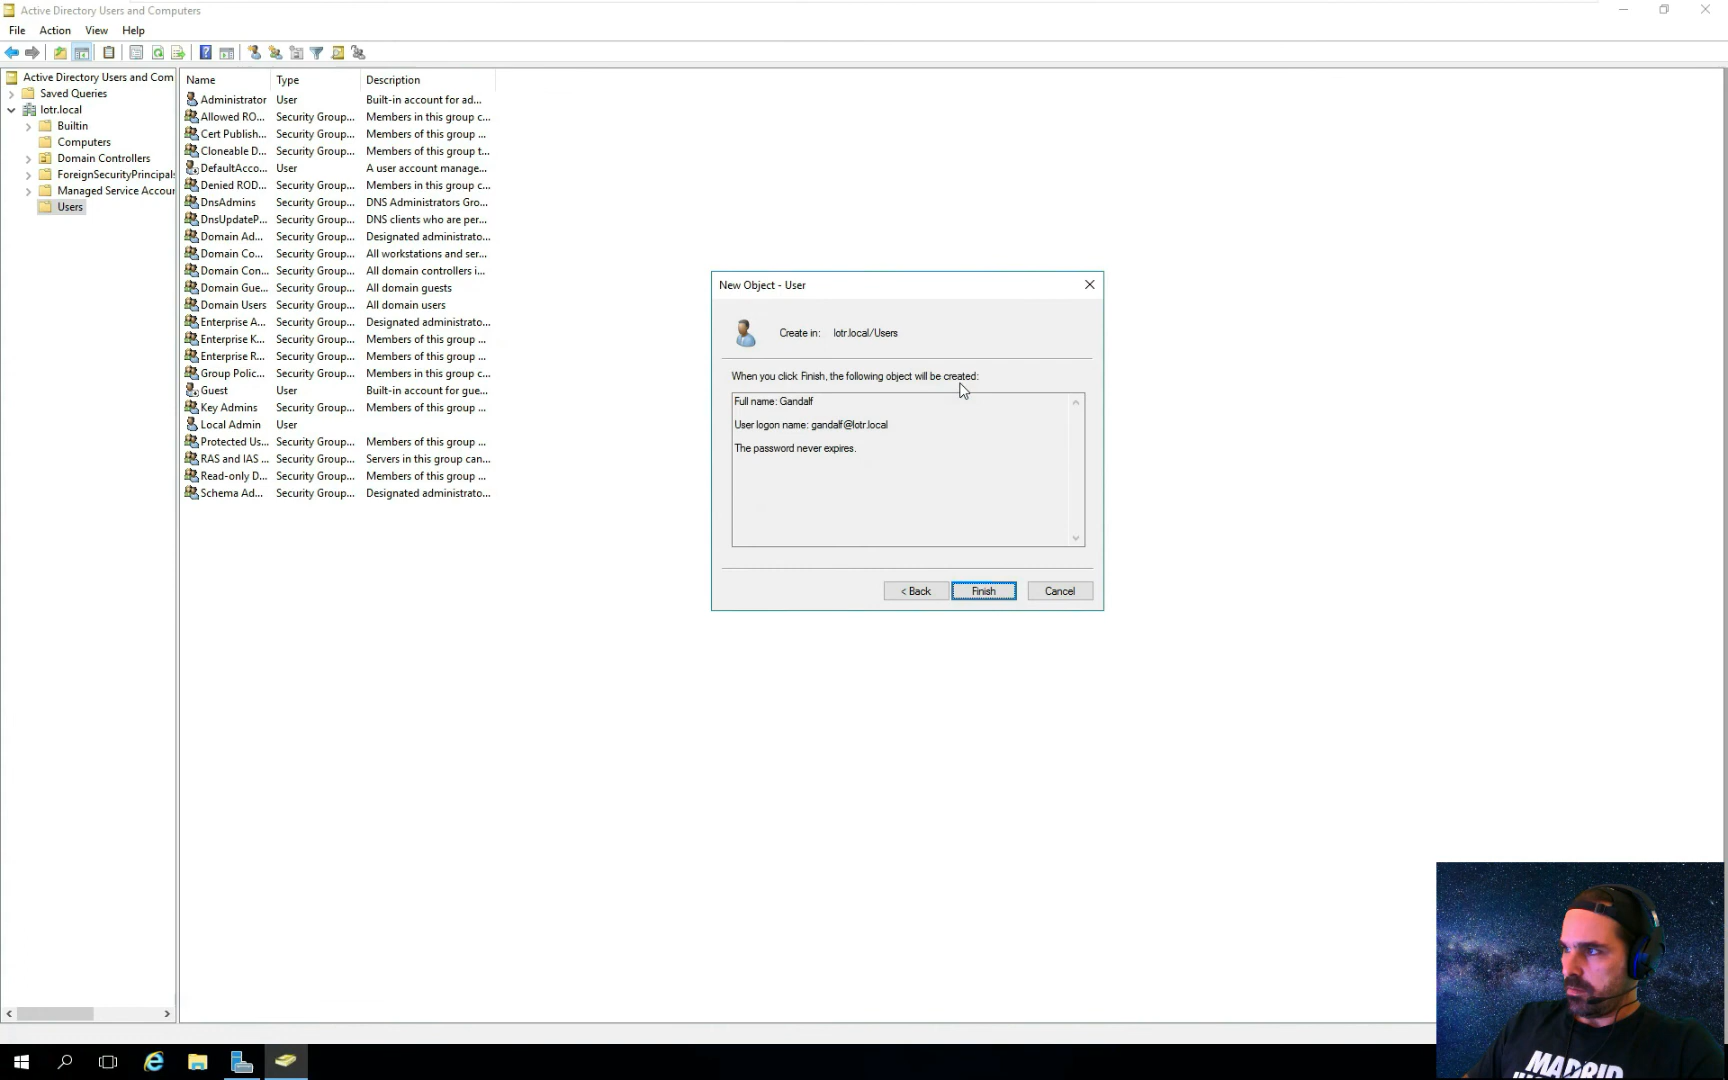 Active Directory Users and Computers
File Action View Help
Active Directory Users and Com
Saved Queries
lotr.local
Builtin
Computers
Domain Controllers
ForeignSecurityPrincipals
Managed Service Accour
Users
Name Type Description
Administrator User Built-in account for ad...
Allowed RO... Security Group... Members in this group c...
Cert Publish... Security Group... Members of this group ...
Cloneable D... Security Group... Members of this group t...
DefaultAcco... User A user account manage...
Denied ROD... Security Group... Members in this group c...
DnsAdmins Security Group... DNS Administrators Gro...
DnsUpdateP... Security Group... DNS clients who are per...
Domain Ad... Security Group... Designated administrato...
Domain Co... Security Group... All workstations and ser...
Domain Con... Security Group... All domain controllers i...
Domain Gue... Security Group... All domain guests
Domain Users Security Group... All domain users
Enterprise A... Security Group... Designated administrato...
Enterprise K... Security Group... Members of this group ...
Enterprise R... Security Group... Members of this group ...
Group Polic... Security Group... Members in this group c...
Guest User Built-in account for gue...
Key Admins Security Group... Members of this group ...
Local Admin User
Protected Us... Security Group... Members of this group ...
RAS and IAS ... Security Group... Servers in this group can...
Read-only D... Security Group... Members of this group ...
Schema Ad... Security Group... Designated administrato...
New Object - User
Create in: lotr.local/Users
When you click Finish, the following object will be created:
Full name: Gandalf
User logon name: gandalf@lotr.local
The password never expires.
< Back Finish Cancel
MADRID